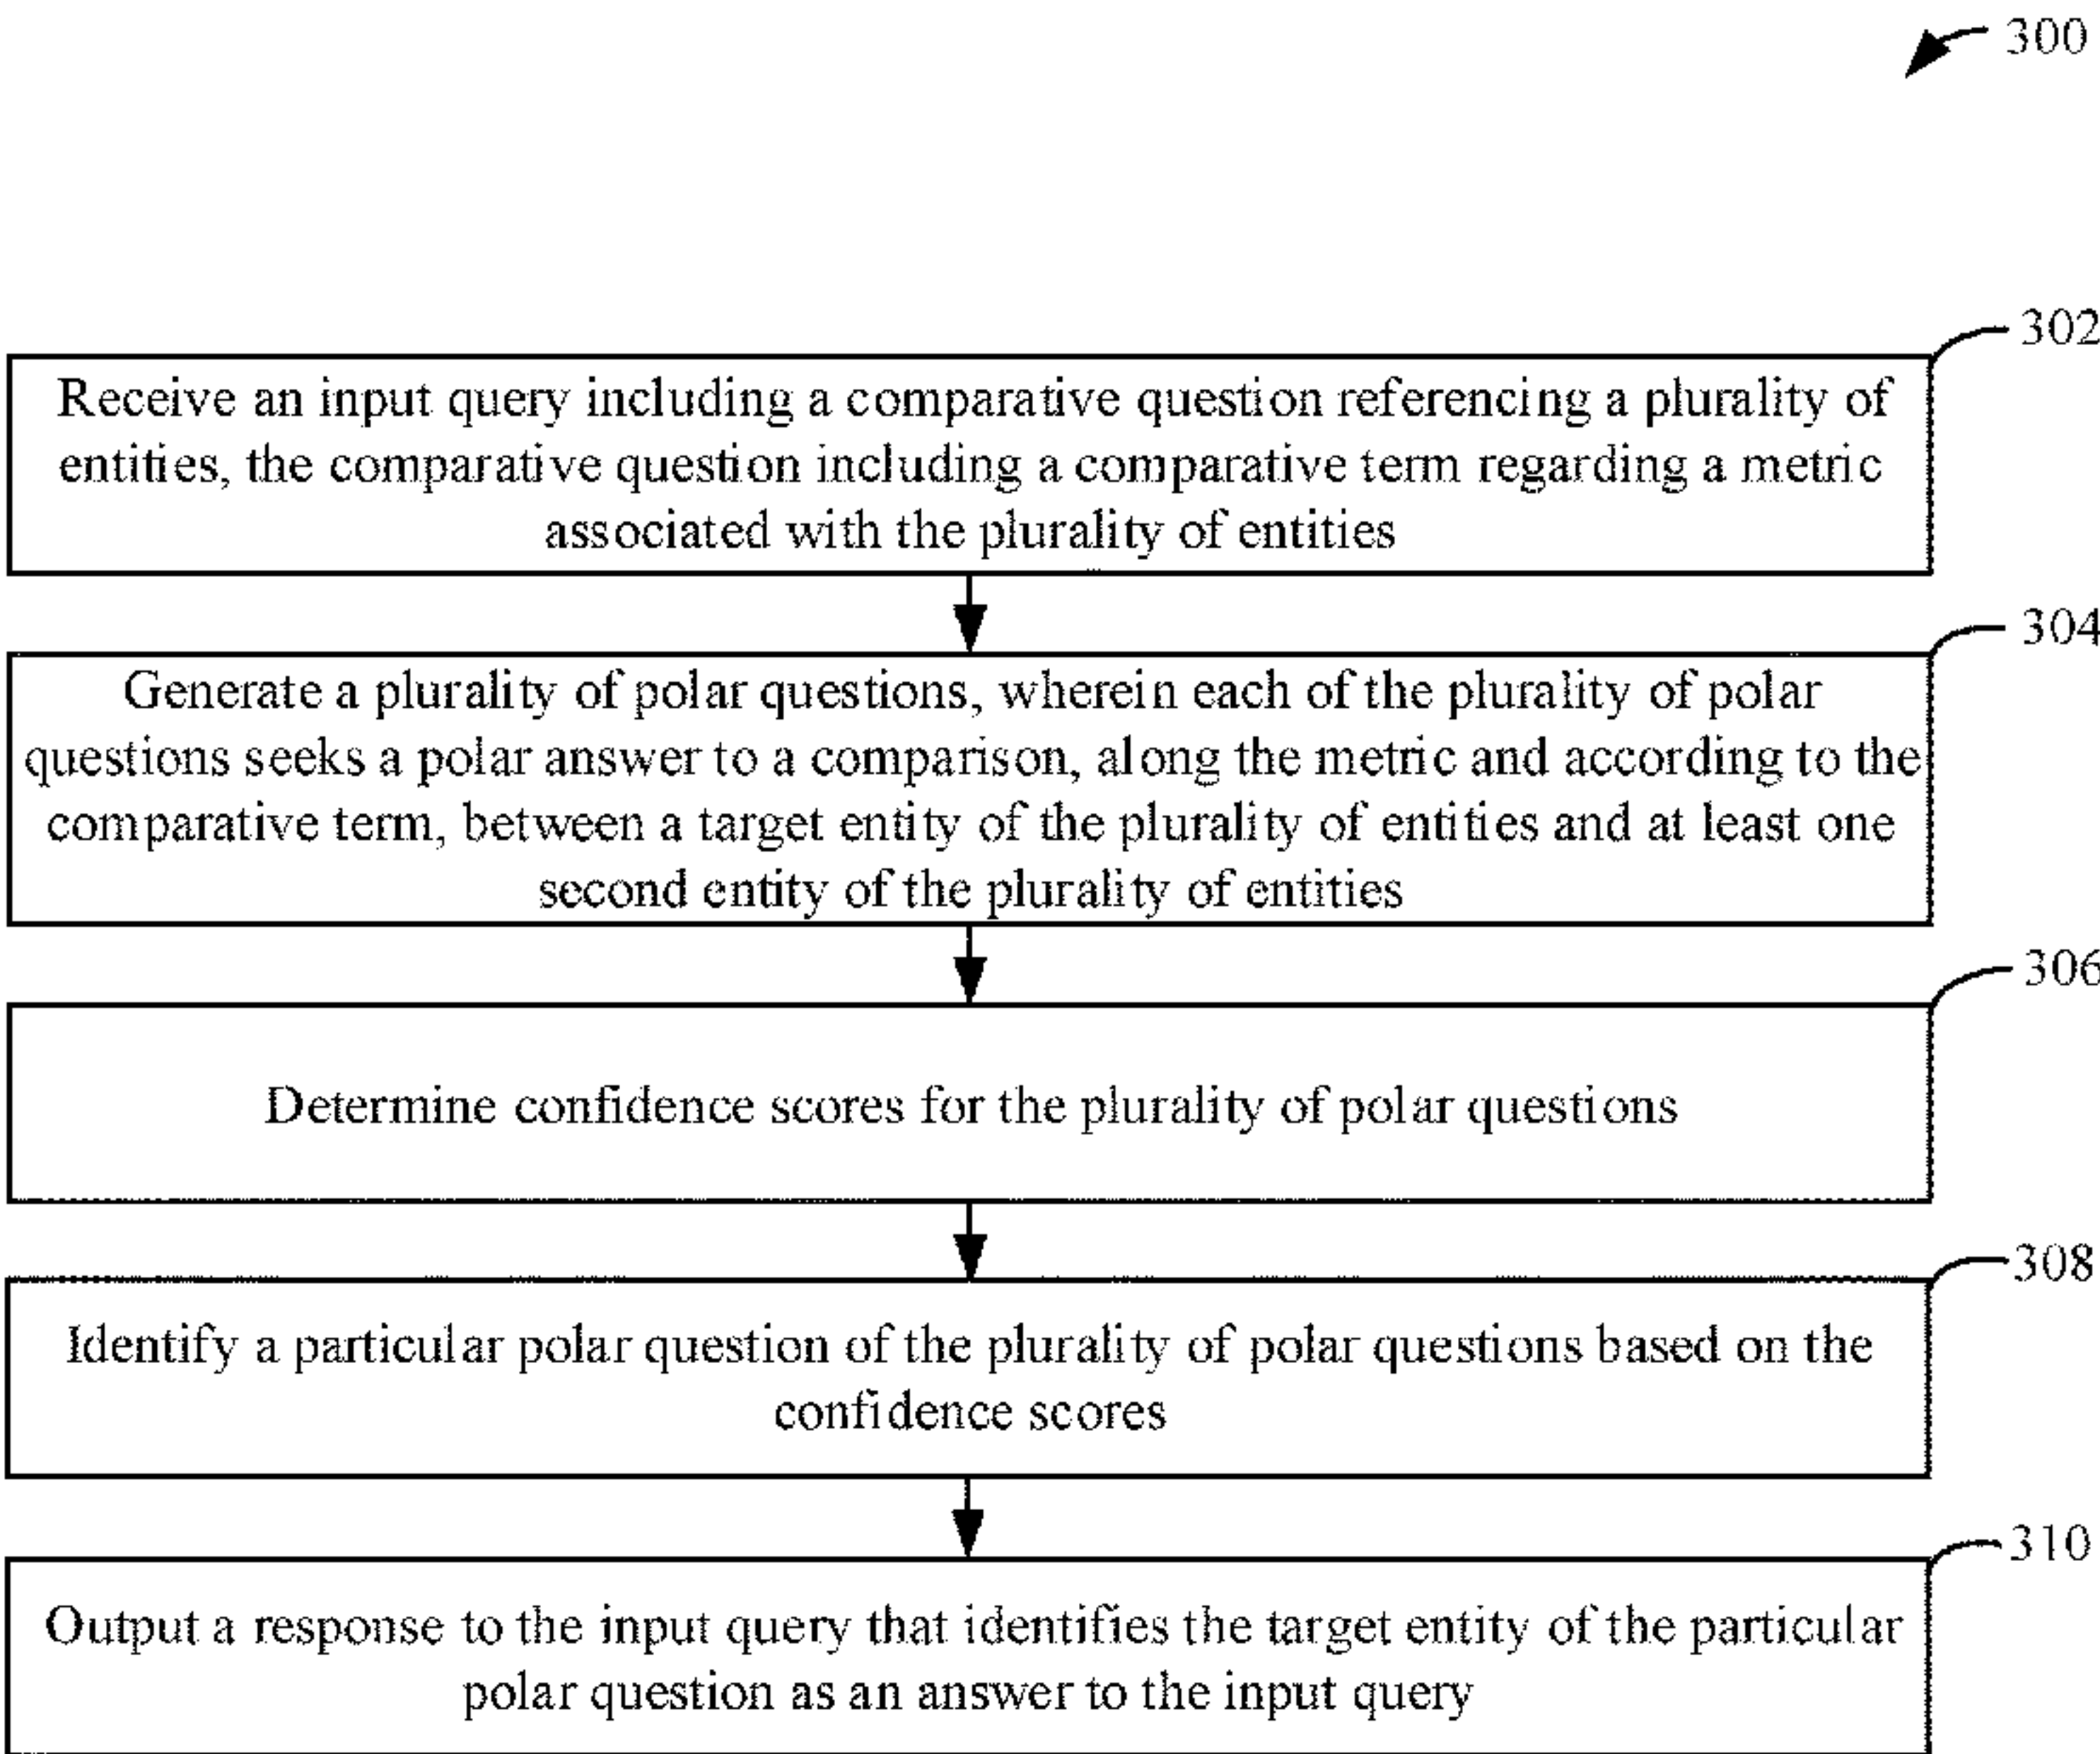 300
302
Receive an input query including a comparative question referencing a plurality of
entities, the comparative question including a comparative term regarding a metric
associated with the plurality of entities
304
Generate a plurality of polar questions, wherein each of the plurality of polar
questions seeks a polar answer to a comparison, along the metric and according to the
comparative term, between a target entity of the plurality of entities and at least one
second entity of the plurality of entities
306
Determine confidence scores for the plurality of polar questions
308
Identify a particular polar question of the plurality of polar questions based on the
confidence scores
310
Output a response to the input query that identifies the target entity of the particular
polar question as an answer to the input query